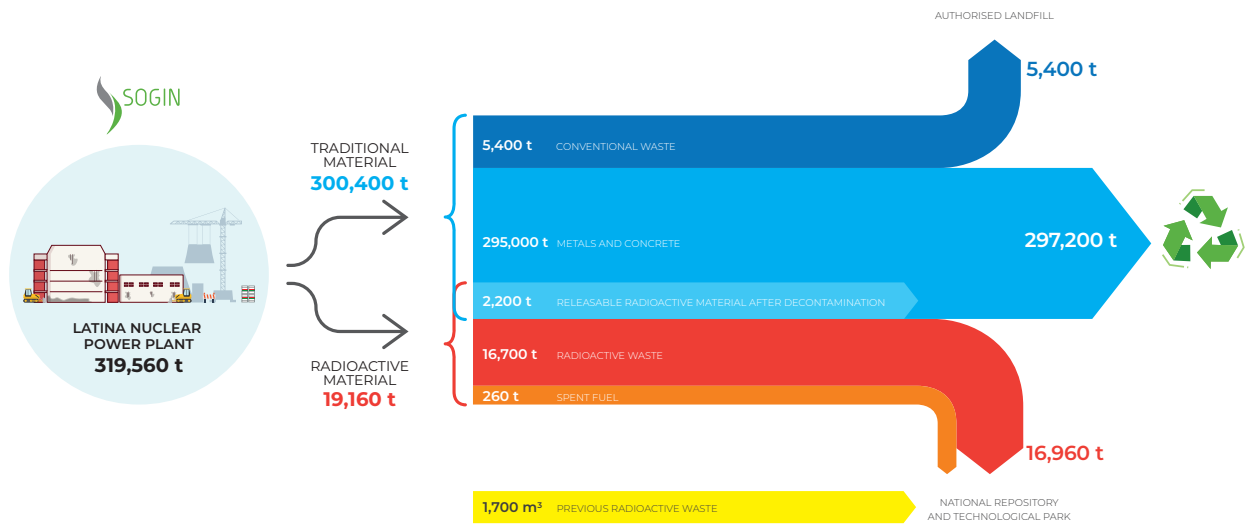 SOGIN
LATINA NUCLEAR
POWER PLANT
319,560 t
TRADITIONAL
MATERIAL
300,400 t
RADIOACTIVE
MATERIAL
19,160 t
5,400 t CONVENTIONAL WASTE
295,000 t METALS AND CONCRETE
2,200 t RELEASABLE RADIOACTIVE MATERIAL AFTER DECONTAMINATION
16,700 t RADIOACTIVE WASTE
260 t SPENT FUEL
1,700 m³ PREVIOUS RADIOACTIVE WASTE
AUTHORISED LANDFILL
5,400 t
297,200 t
16,960 t
NATIONAL REPOSITORY
AND TECHNOLOGICAL PARK